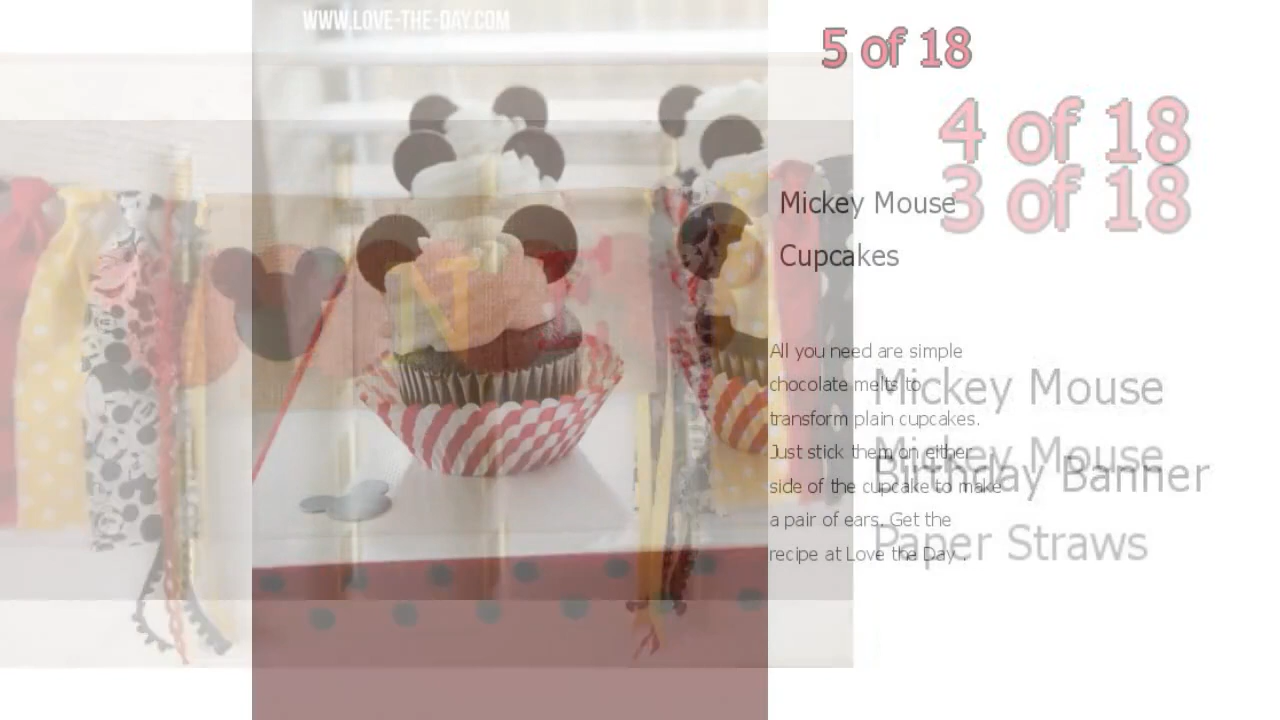 WWW.LOVE-THE-DAY.COM
5 of 18
4 of 18
3 of 18
Mickey Mouse
Cupcakes
All you need are simple
chocolate melts to
transform plain cupcakes.
Just stick them on either
side of the cupcake to make
a pair of ears. Get the
recipe at Love the Day .
Mickey Mouse
Birthday Banner
Mickey Mouse
Paper Straws
N